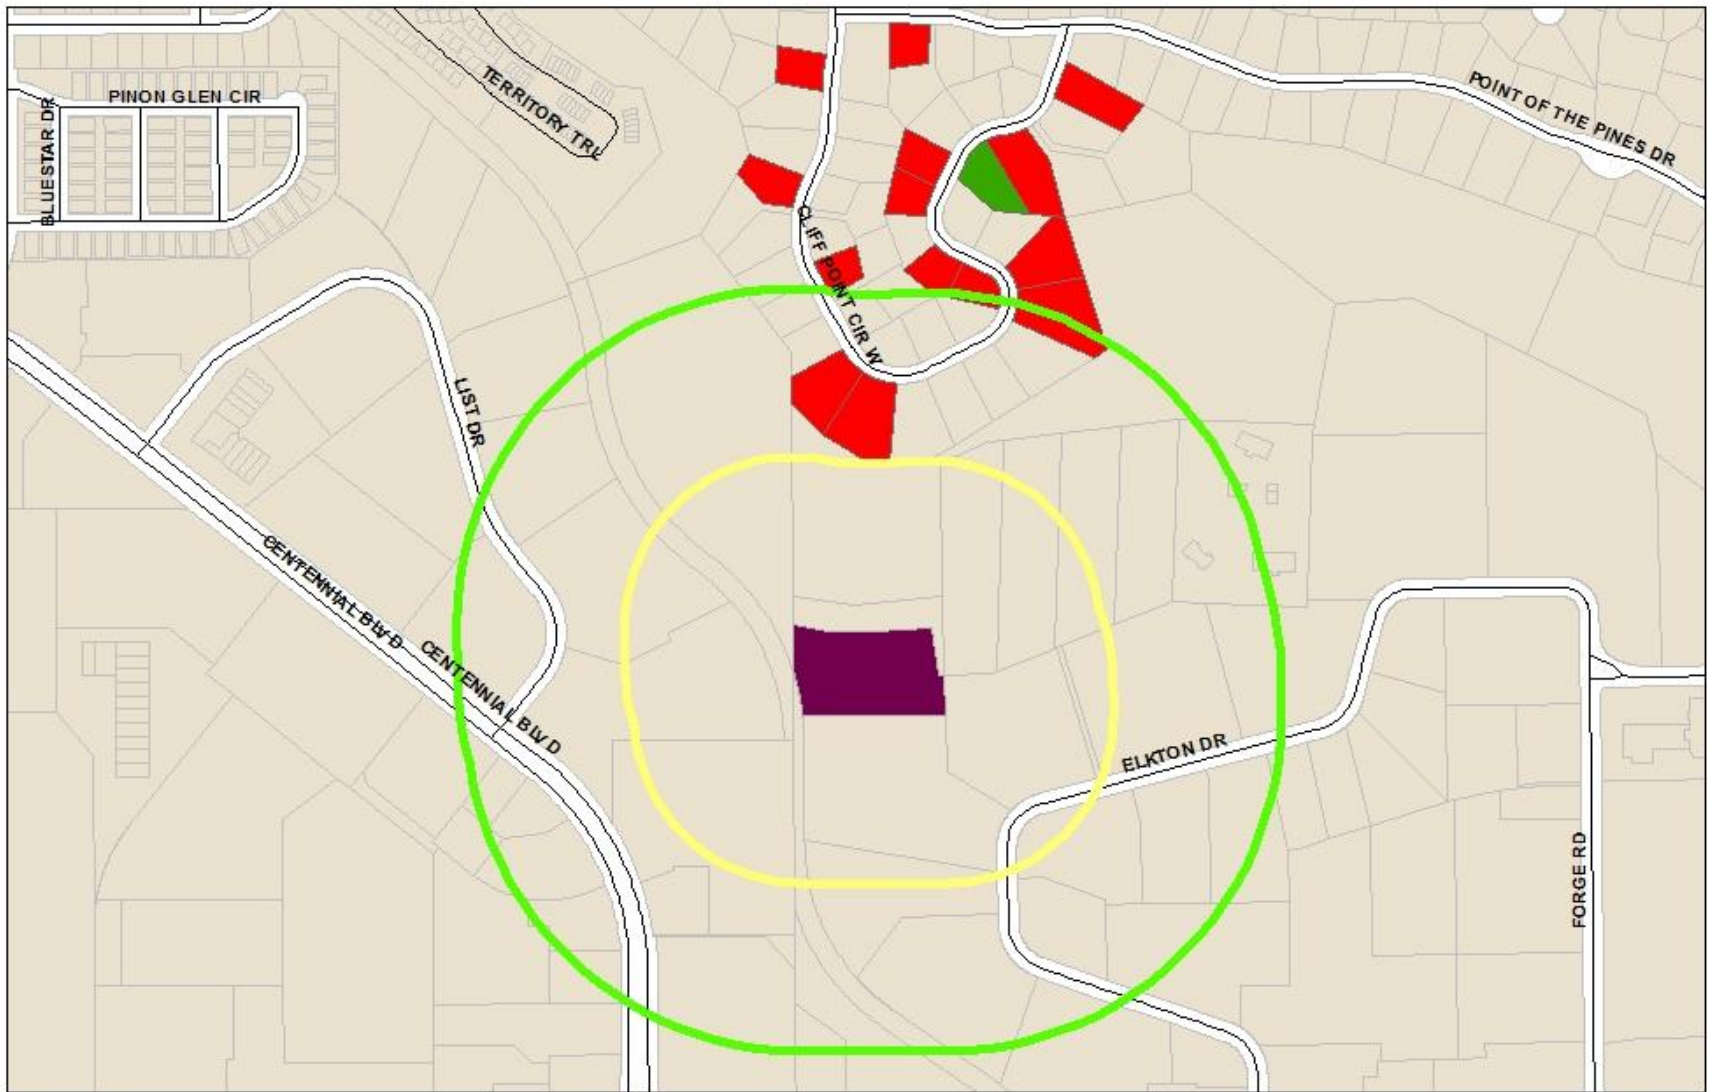 PINON GLEN CIR
BLUESTAR DR
TERRITORY TRL
POINT OF THE PINES DR
CLIFF POINT CIR W
LIST DR
CENTENNIAL BLVD
CENTENNIAL BLVD
ELKTON DR
FORGE RD